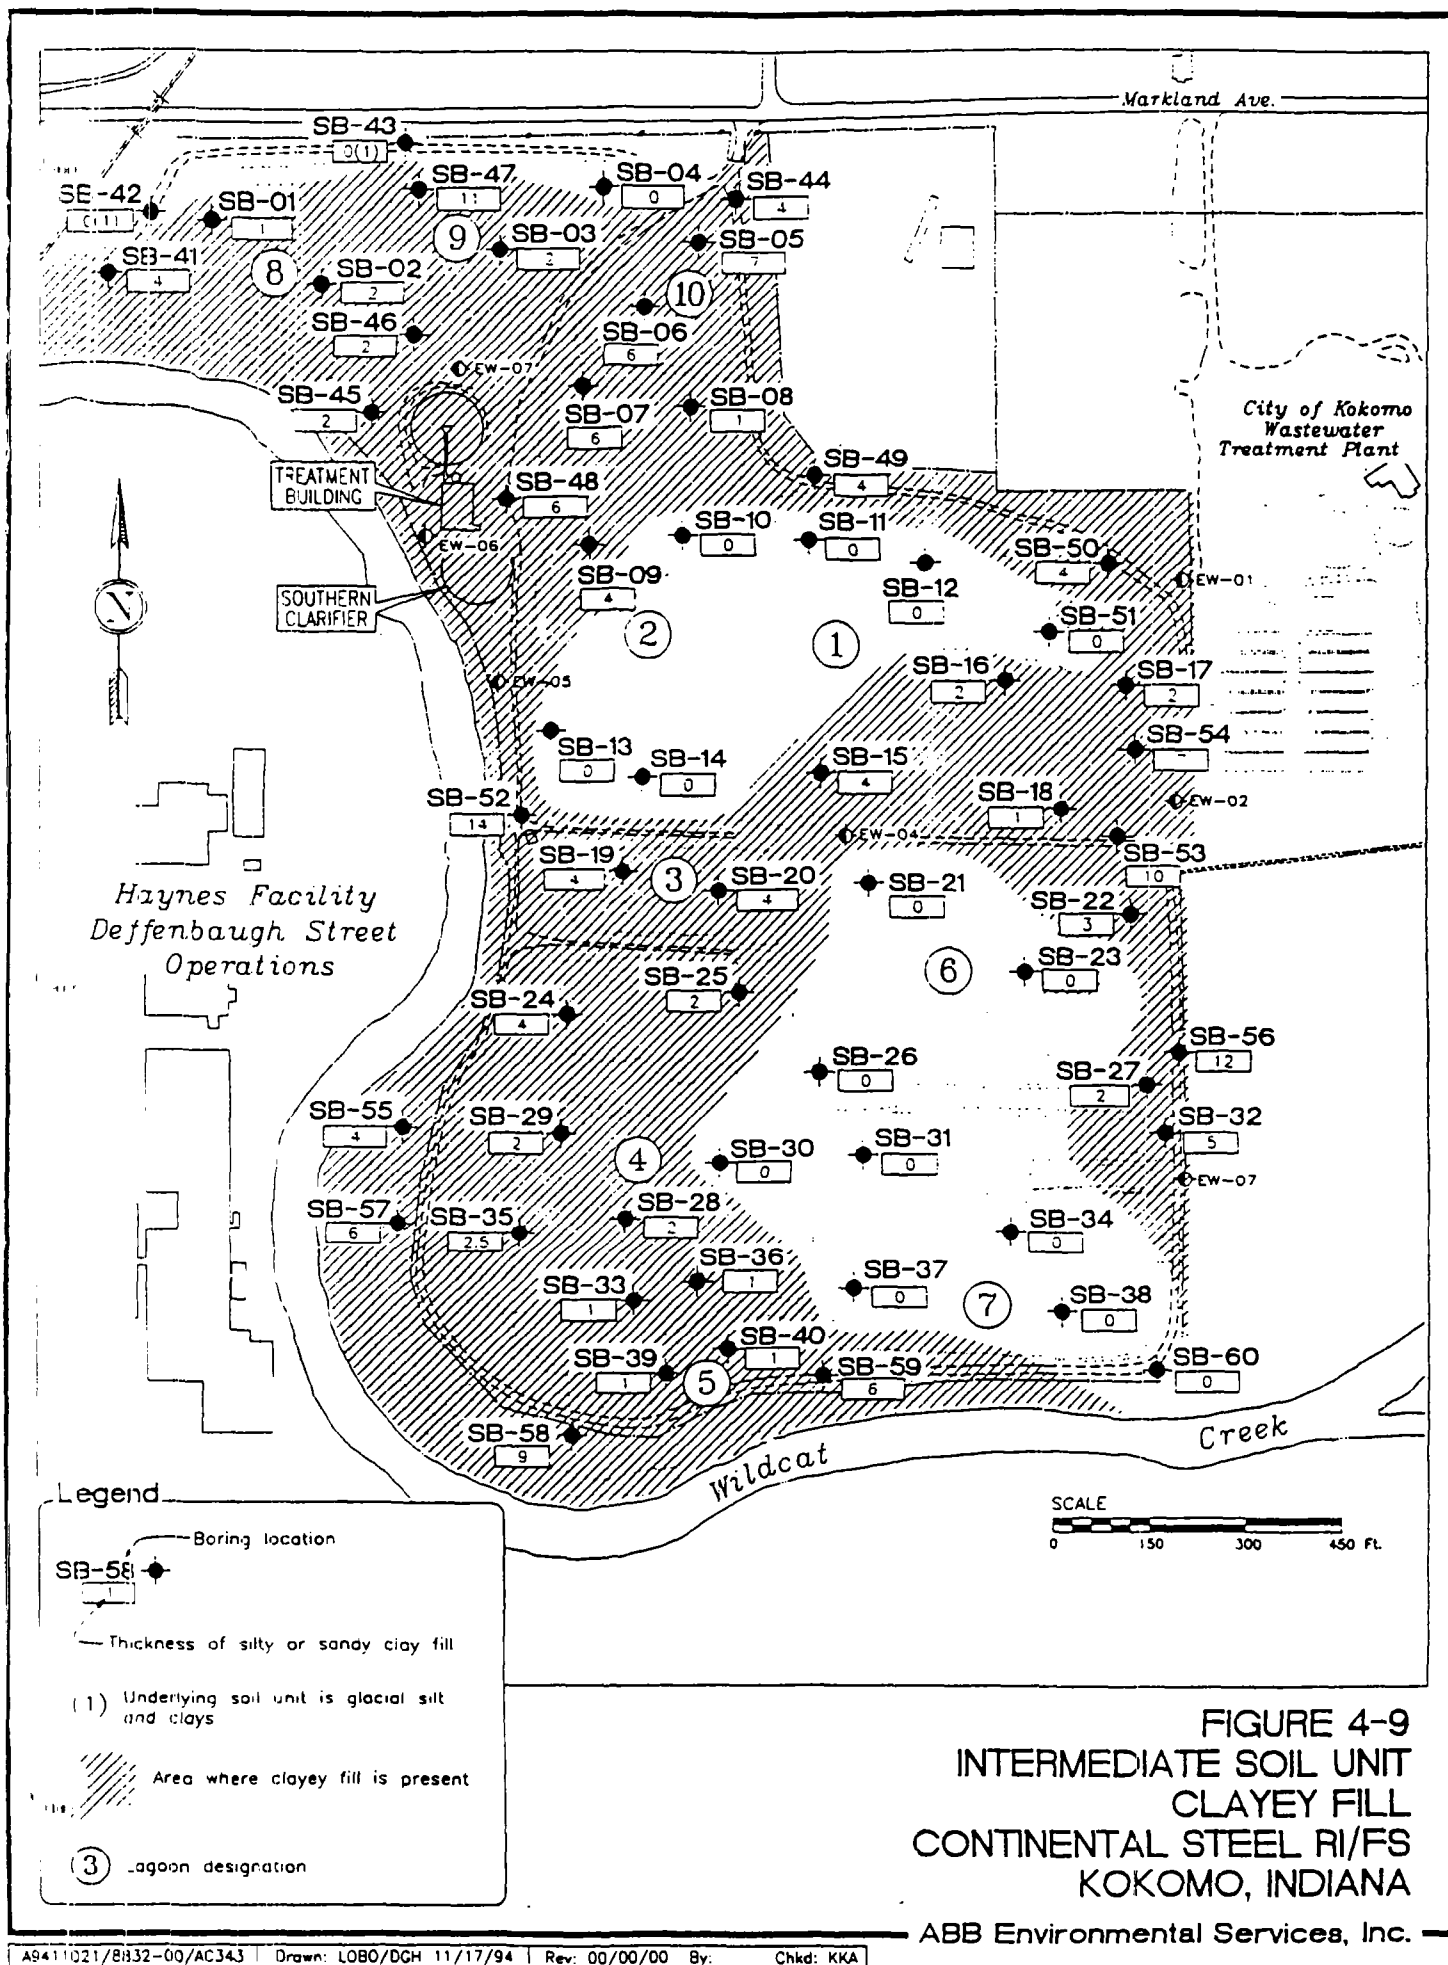 Markland Ave.
SB-43
0(1)
SB-42
SB-01
1
SB-47
11
SB-04
0
SB-44
4
SB-41
4
8
9
SB-03
2
SB-05
7
SB-02
2
10
SB-46
2
SB-06
6
EW-07
SB-45
2
SB-07
6
SB-08
1
City of Kokomo
Wastewater
Treatment Plant
TREATMENT
BUILDING
SB-48
6
SB-49
4
EW-06
SB-10
0
SB-11
0
SB-50
4
SB-09
4
SB-12
0
EW-01
SOUTHERN
CLARIFIER
N
2
1
SB-51
0
EW-05
SB-16
2
SB-17
2
SB-13
0
SB-14
0
SB-15
4
SB-54
SB-52
14
SB-18
1
EW-02
EW-04
SB-53
10
SB-19
4
3
SB-20
4
SB-21
0
SB-22
3
Haynes Facility
Deffenbaugh Street
Operations
6
SB-23
0
SB-24
4
SB-25
2
SB-26
0
SB-56
12
SB-27
2
SB-55
4
SB-29
2
4
SB-30
0
SB-31
0
SB-32
5
EW-07
SB-57
6
SB-35
2.5
SB-28
2
SB-34
0
SB-33
1
SB-36
1
SB-37
0
7
SB-38
0
SB-39
1
SB-40
1
5
SB-59
6
SB-60
0
SB-58
9
Wildcat
Creek
Legend
Boring location
SB-58
1
Thickness of silty or sandy clay fill
(1) Underlying soil unit is glacial silt
and clays
Area where clayey fill is present
3 Lagoon designation
SCALE
0 150 300 450 Ft.
FIGURE 4-9
INTERMEDIATE SOIL UNIT
CLAYEY FILL
CONTINENTAL STEEL RI/FS
KOKOMO, INDIANA
ABB Environmental Services, Inc.
A9411021/8832-00/AC343 Drawn: LOBO/DGH 11/17/94 Rev: 00/00/00 By: Chkd: KKA